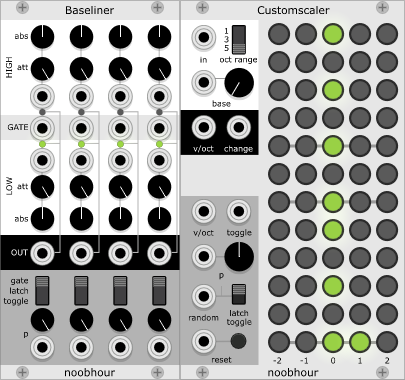 Baseliner
HIGH
abs
att
GATE
LOW
att
abs
OUT
gate
latch
toggle
p
noobhour
Customscaler
in
1
3
5
oct range
base
v/oct
change
v/oct
toggle
p
random
latch
toggle
reset
-2
-1
0
1
2
noobhour